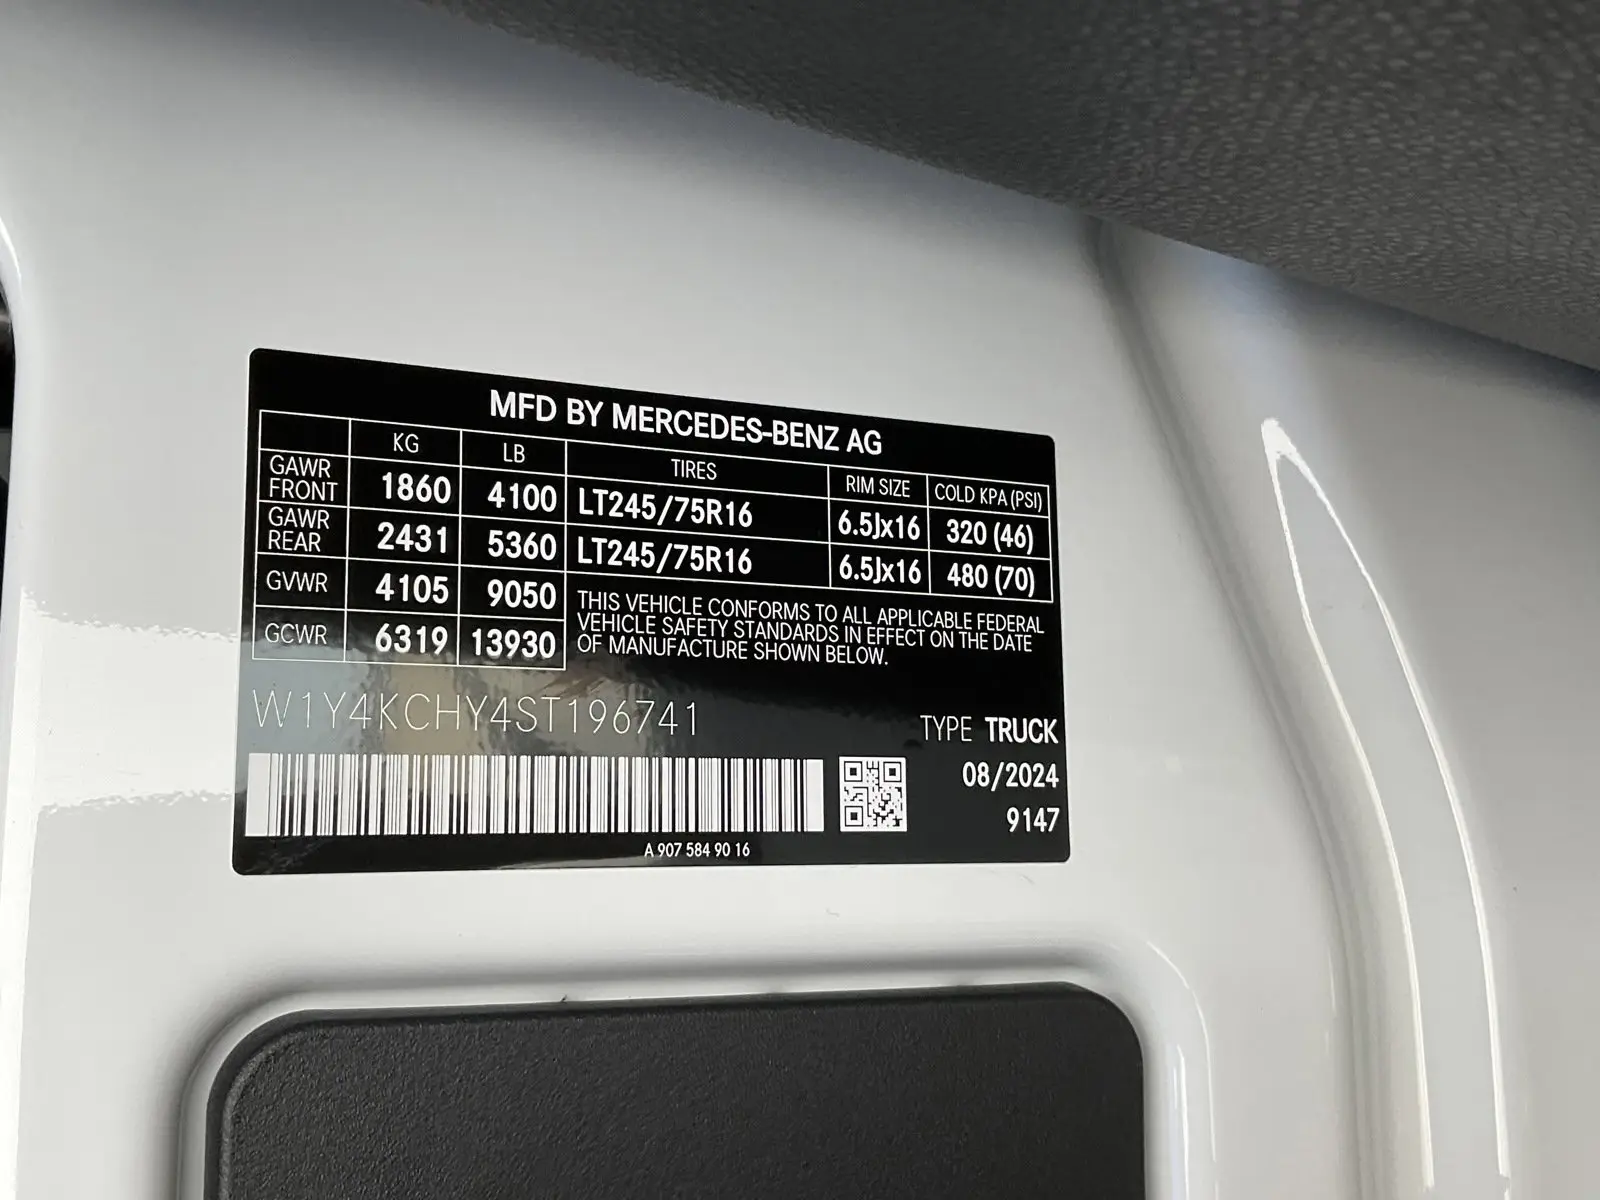 MFD BY MERCEDES-BENZ AG
KG LB TIRES RIM SIZE COLD KPA (PSI)
GAWR FRONT 1860 4100 LT245/75R16 6.5Jx16 320 (46)
GAWR REAR 2431 5360 LT245/75R16 6.5Jx16 480 (70)
GVWR 4105 9050
GCWR 6319 13930
THIS VEHICLE CONFORMS TO ALL APPLICABLE FEDERAL
VEHICLE SAFETY STANDARDS IN EFFECT ON THE DATE
OF MANUFACTURE SHOWN BELOW.
W1Y4KCHY4ST196741
TYPE TRUCK
08/2024
9147
A 907 584 90 16